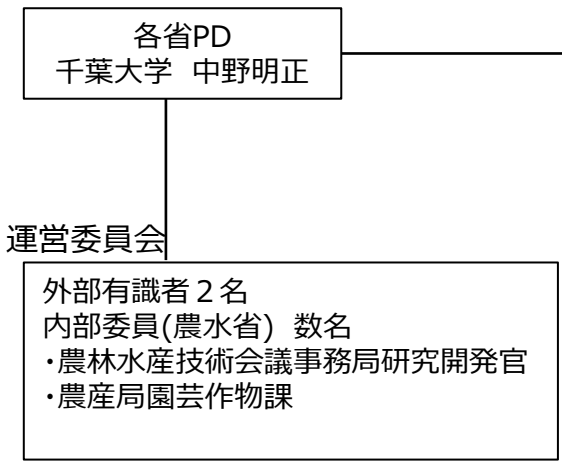 各省PD
千葉大学 中野明正
運営委員会
外部有識者２名
内部委員(農水省) 数名
・農林水産技術会議事務局研究開発官
・農産局園芸作物課